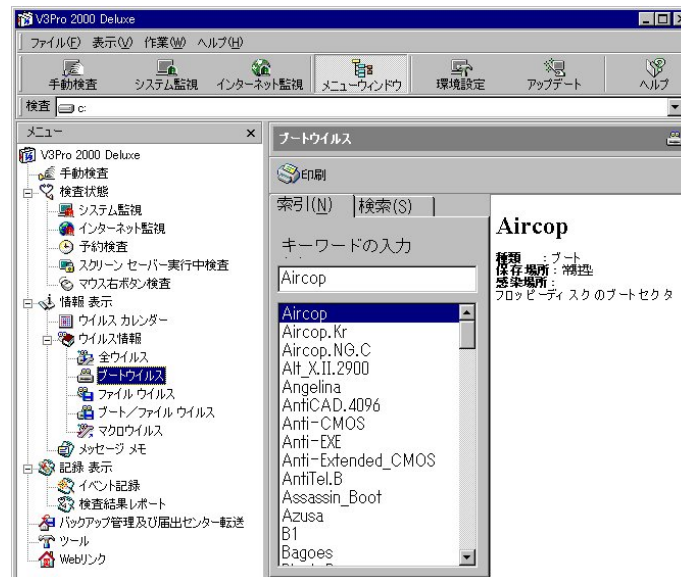 V3Pro 2000 Deluxe
ファイル(F) 表示(V) 作業(W) ヘルプ(H)
手動検査 システム監視 インターネット監視 メニューウィンドウ 環境設定 アップデート ヘルプ
検査 c:
メニュー
V3Pro 2000 Deluxe
手動検査
検査状態
システム監視
インターネット監視
予約検査
スクリーン セーバー実行中検査
マウス右ボタン検査
情報 表示
ウイルス カレンダー
ウイルス情報
全ウイルス
ブートウイルス
ファイル ウイルス
ブート／ファイル ウイルス
マクロウイルス
メッセージ メモ
記録 表示
イベント記録
検査結果レポート
バックアップ管理及び届出センター転送
ツール
Webリンク
ブートウイルス
印刷
索引(N) 検索(S)
キーワードの入力
Aircop
Aircop
Aircop.Kr
Aircop.NG.C
Alt_X.II.2900
Angelina
AntiCAD.4096
Anti-CMOS
Anti-EXE
Anti-Extended_CMOS
AntiTel.B
Assassin_Boot
Azusa
B1
Bagoes
Aircop
種類 : ブート
保存場所 : 常駐型
感染場所 :
フロッピーディスクのブートセクタ